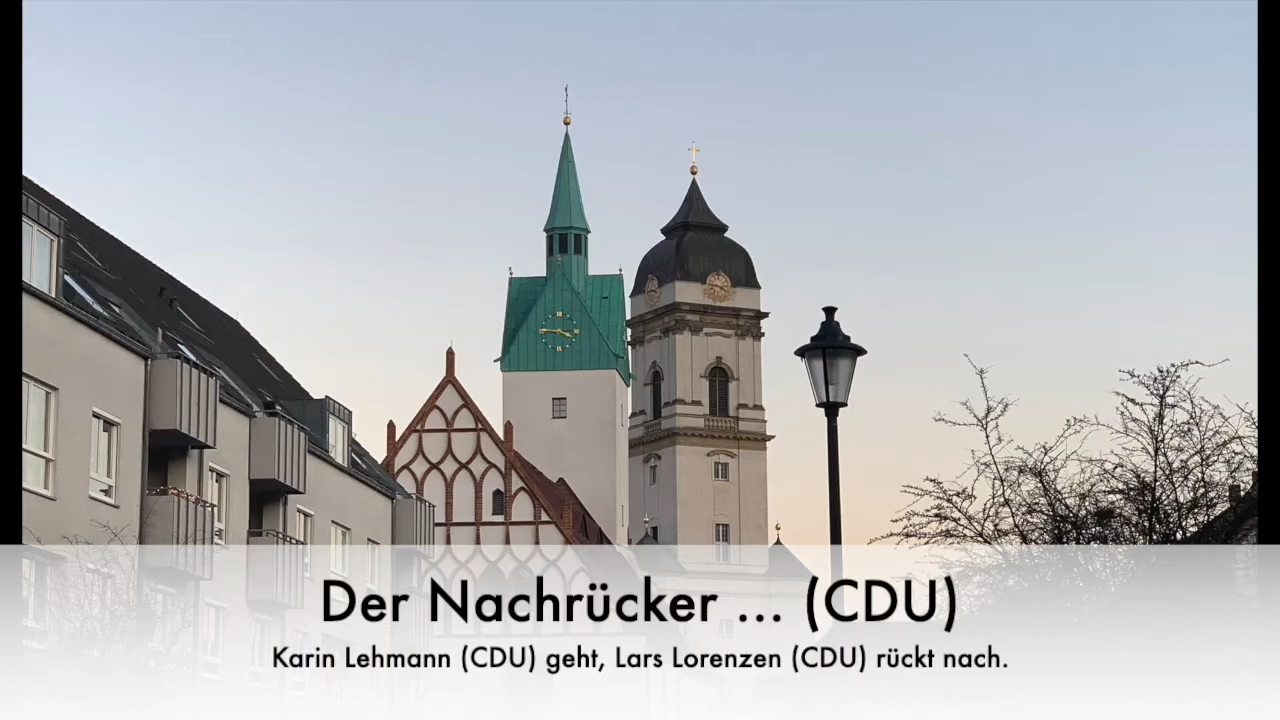 Der Nachrücker ... (CDU)
Karin Lehmann (CDU) geht, Lars Lorenzen (CDU) rückt nach.